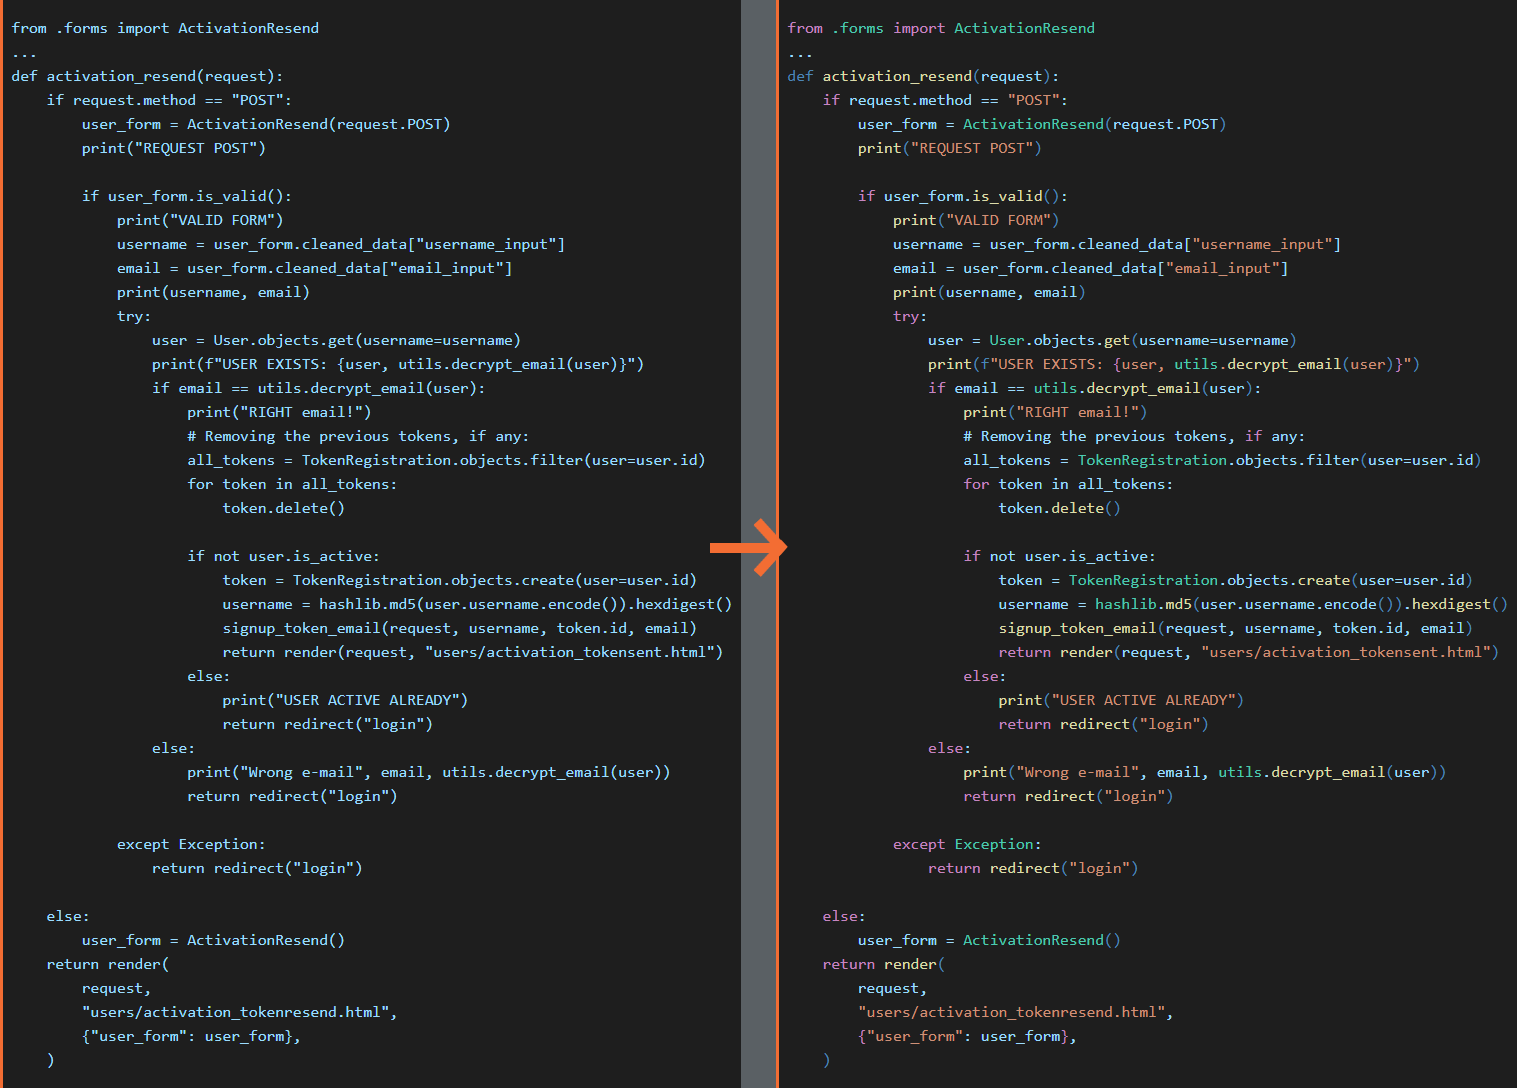 from .forms import ActivationResend
...
def activation_resend(request):
    if request.method == "POST":
        user_form = ActivationResend(request.POST)
        print("REQUEST POST")

        if user_form.is_valid():
            print("VALID FORM")
            username = user_form.cleaned_data["username_input"]
            email = user_form.cleaned_data["email_input"]
            print(username, email)
            try:
                user = User.objects.get(username=username)
                print(f"USER EXISTS: {user, utils.decrypt_email(user)}")
                if email == utils.decrypt_email(user):
                    print("RIGHT email!")
                    # Removing the previous tokens, if any:
                    all_tokens = TokenRegistration.objects.filter(user=user.id)
                    for token in all_tokens:
                        token.delete()

                    if not user.is_active:
                        token = TokenRegistration.objects.create(user=user.id)
                        username = hashlib.md5(user.username.encode()).hexdigest()
                        signup_token_email(request, username, token.id, email)
                        return render(request, "users/activation_tokensent.html")
                    else:
                        print("USER ACTIVE ALREADY")
                        return redirect("login")
                else:
                    print("Wrong e-mail", email, utils.decrypt_email(user))
                    return redirect("login")

            except Exception:
                return redirect("login")

    else:
        user_form = ActivationResend()
    return render(
        request,
        "users/activation_tokenresend.html",
        {"user_form": user_form},
    )
from .forms import ActivationResend
...
def activation_resend(request):
    if request.method == "POST":
        user_form = ActivationResend(request.POST)
        print("REQUEST POST")

        if user_form.is_valid():
            print("VALID FORM")
            username = user_form.cleaned_data["username_input"]
            email = user_form.cleaned_data["email_input"]
            print(username, email)
            try:
                user = User.objects.get(username=username)
                print(f"USER EXISTS: {user, utils.decrypt_email(user)}")
                if email == utils.decrypt_email(user):
                    print("RIGHT email!")
                    # Removing the previous tokens, if any:
                    all_tokens = TokenRegistration.objects.filter(user=user.id)
                    for token in all_tokens:
                        token.delete()

                    if not user.is_active:
                        token = TokenRegistration.objects.create(user=user.id)
                        username = hashlib.md5(user.username.encode()).hexdigest()
                        signup_token_email(request, username, token.id, email)
                        return render(request, "users/activation_tokensent.html")
                    else:
                        print("USER ACTIVE ALREADY")
                        return redirect("login")
                else:
                    print("Wrong e-mail", email, utils.decrypt_email(user))
                    return redirect("login")

            except Exception:
                return redirect("login")

    else:
        user_form = ActivationResend()
    return render(
        request,
        "users/activation_tokenresend.html",
        {"user_form": user_form},
    )